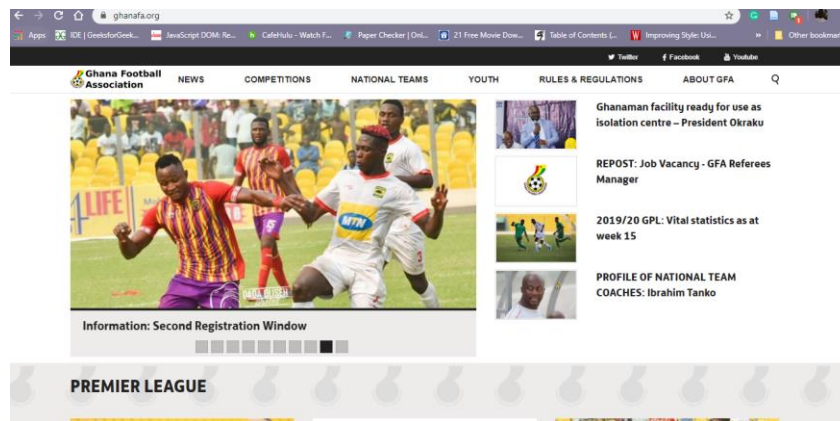 ghanafa.org
Apps
IDE | GeeksforGeek...
JavaScript DOM: Re...
CafeHulu - Watch F...
Paper Checker | Onl...
21 Free Movie Dow...
Table of Contents (...
Improving Style: Usi...
»
Other bookmar
Twitter
Facebook
Youtube
Ghana Football
Association
NEWS
COMPETITIONS
NATIONAL TEAMS
YOUTH
RULES & REGULATIONS
ABOUT GFA
LIFE
MTN
5
Ghanaman facility ready for use as
isolation centre – President Okraku
REPOST: Job Vacancy - GFA Referees
Manager
2019/20 GPL: Vital statistics as at
week 15
PROFILE OF NATIONAL TEAM
COACHES: Ibrahim Tanko
Information: Second Registration Window
PREMIER LEAGUE